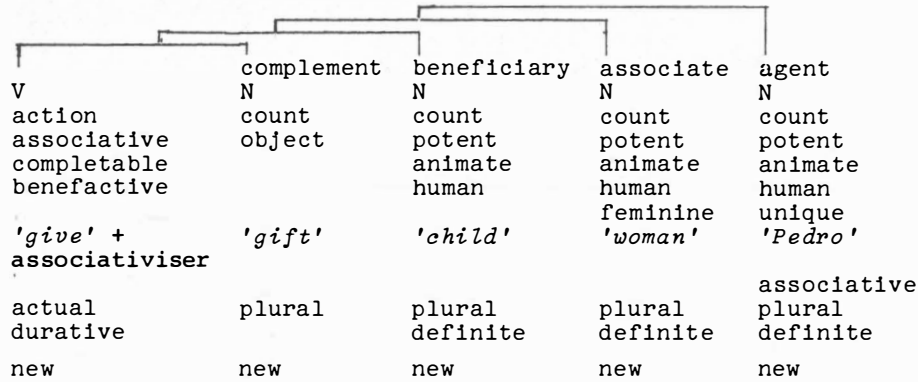 complement beneficiary associate agent
V N N N N
action count count count count
associative object potent potent potent
completable animate animate animate
benefactive human human human
feminine unique
'give' + 'gift' 'child' 'woman' 'Pedro'
associativiser
associative
actual plural plural plural plural
durative definite definite definite
new new new new new